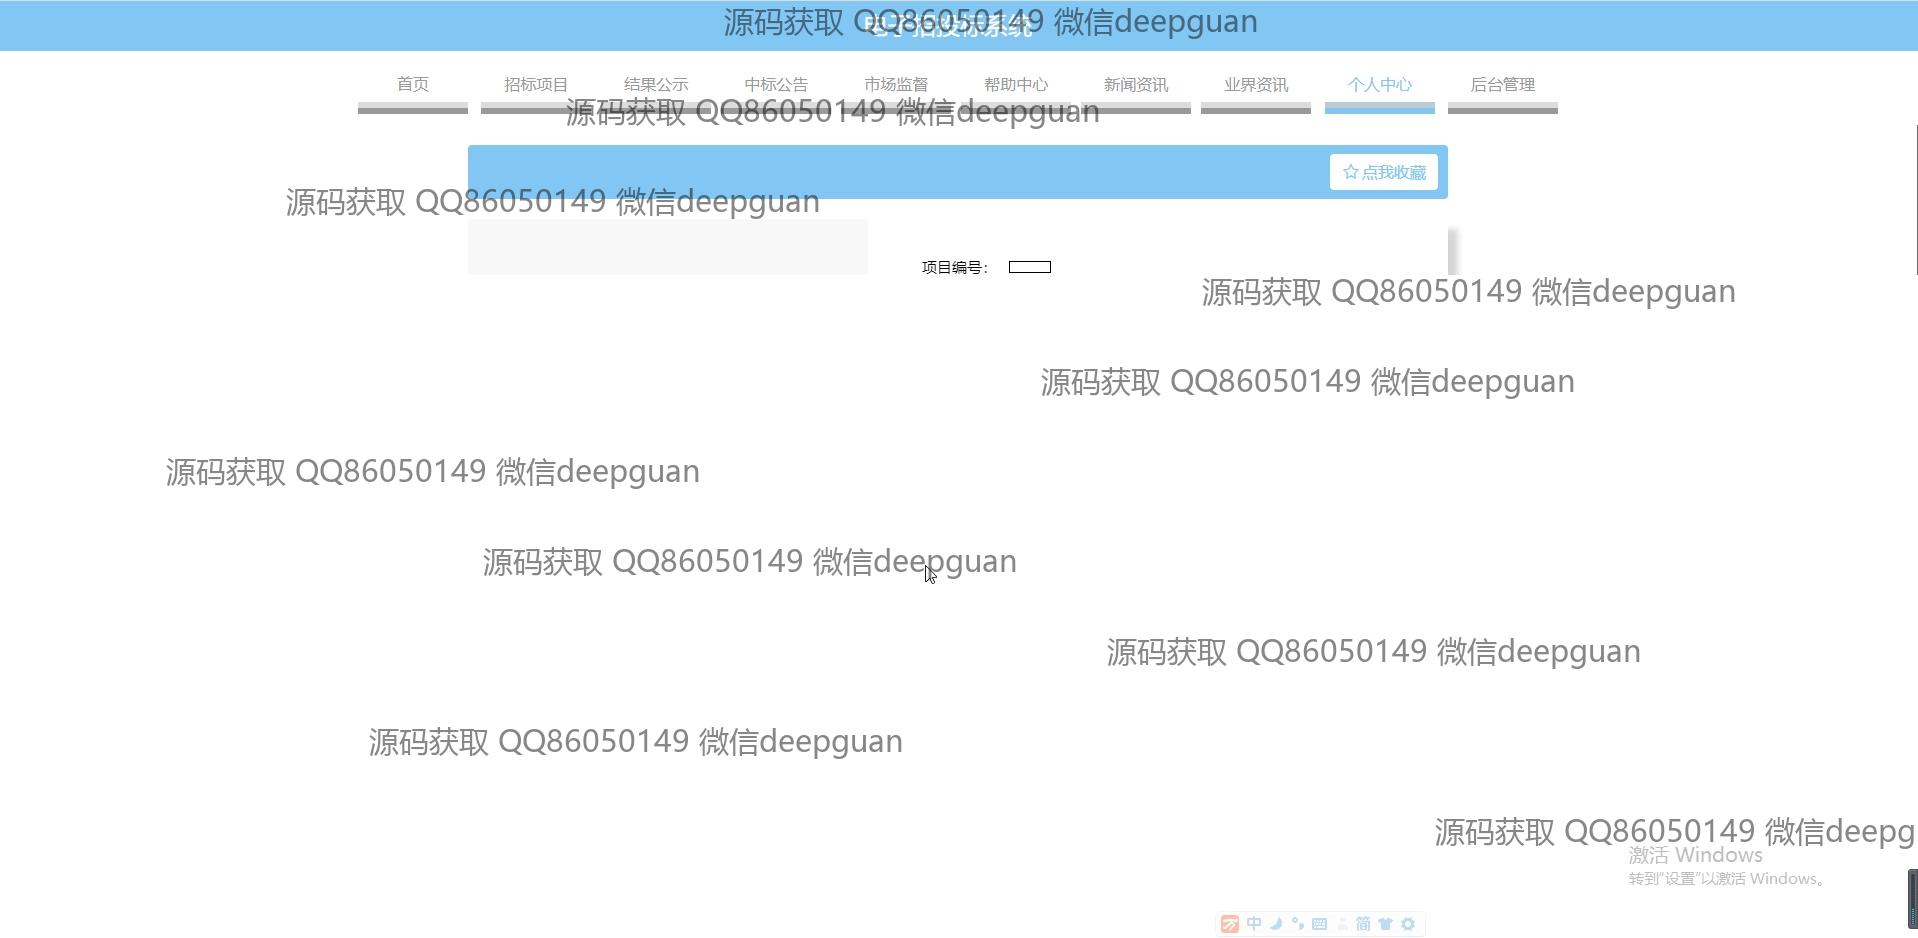 源码获取 QQ86050149 微信deepguan
电子招投标系统
首页 招标项目 结果公示 中标公告 市场监督 帮助中心 新闻资讯 业界资讯 个人中心 后台管理
源码获取 QQ86050149 微信deepguan
点我收藏
源码获取 QQ86050149 微信deepguan
项目编号：
源码获取 QQ86050149 微信deepguan
源码获取 QQ86050149 微信deepguan
源码获取 QQ86050149 微信deepguan
源码获取 QQ86050149 微信deepguan
源码获取 QQ86050149 微信deepguan
源码获取 QQ86050149 微信deepguan
源码获取 QQ86050149 微信deepg
激活 Windows
转到"设置"以激活 Windows。
中 简